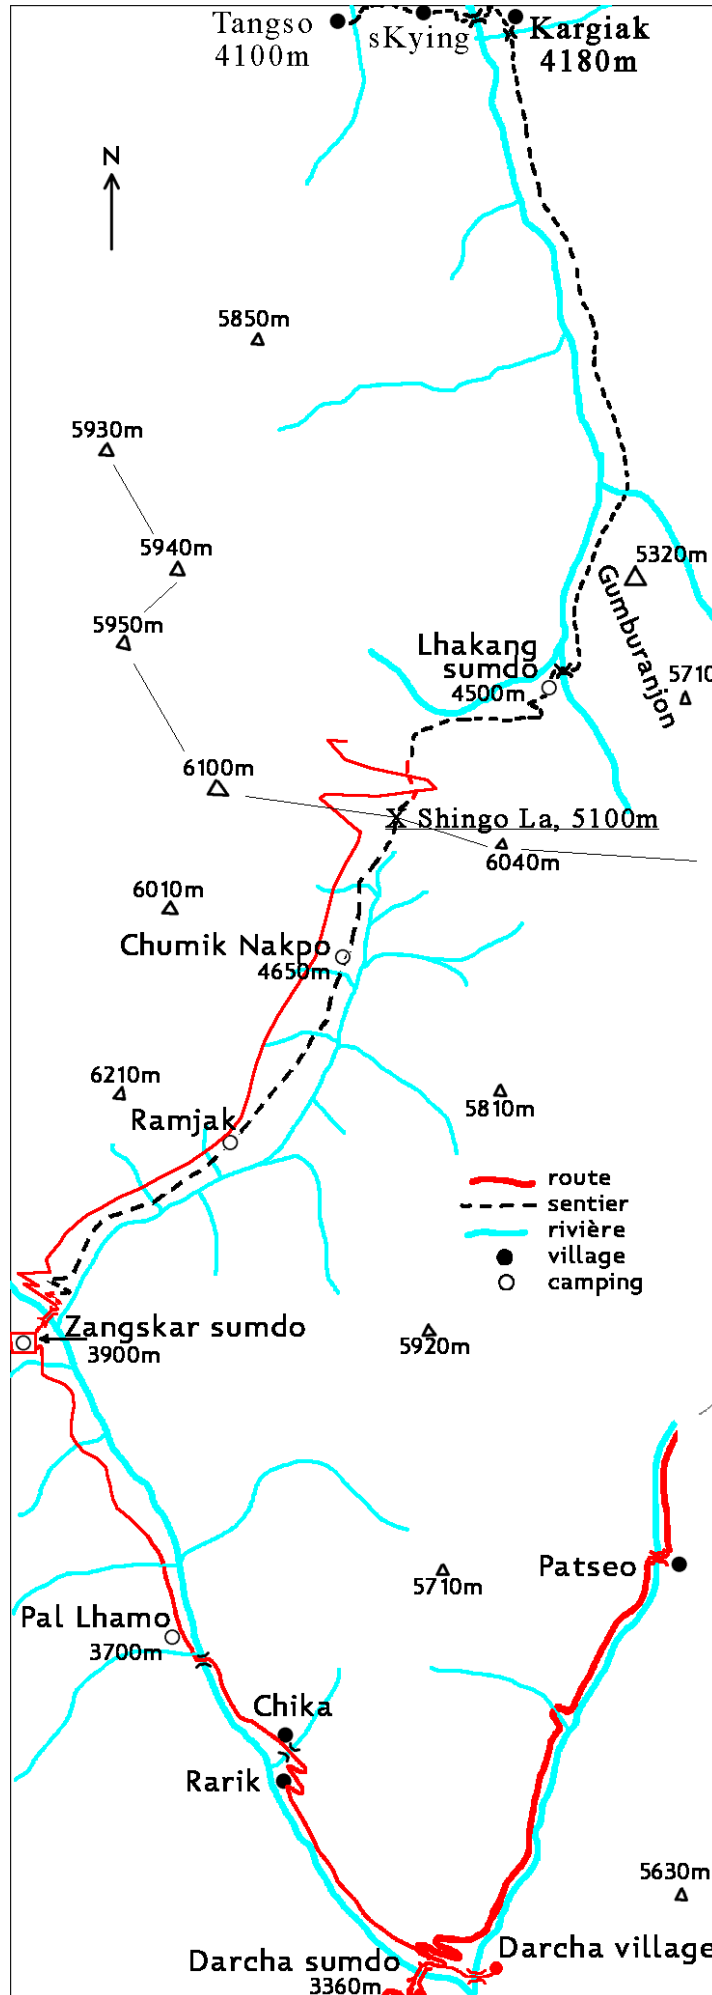 Tangso
4100m
sKying
Kargiak
4180m
N
5850m
5930m
5940m
5320m
Gumburanjon
5950m
Lhakang
sumdo
4500m
5710
6100m
X Shingo La, 5100m
6040m
6010m
Chumik Nakpo
4650m
6210m
5810m
Ramjak
route
sentier
rivière
village
camping
Zangskar sumdo
3900m
5920m
Patseo
5710m
Pal Lhamo
3700m
Chika
Rarik
5630m
Darcha village
Darcha sumdo
3360m